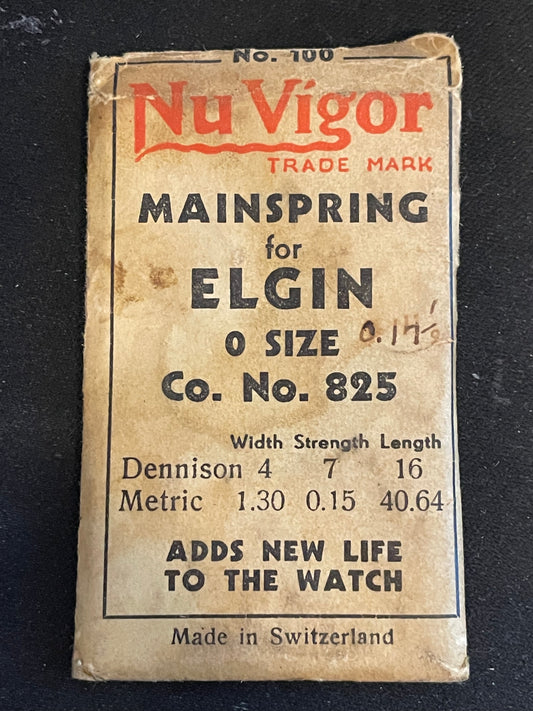 No. 100
Nu Vigor
TRADE MARK
MAINSPRING
for
ELGIN
0 SIZE
Co. No. 825
Width Strength Length
Dennison 4 7 16
Metric 1.30 0.15 40.64
ADDS NEW LIFE
TO THE WATCH
Made in Switzerland